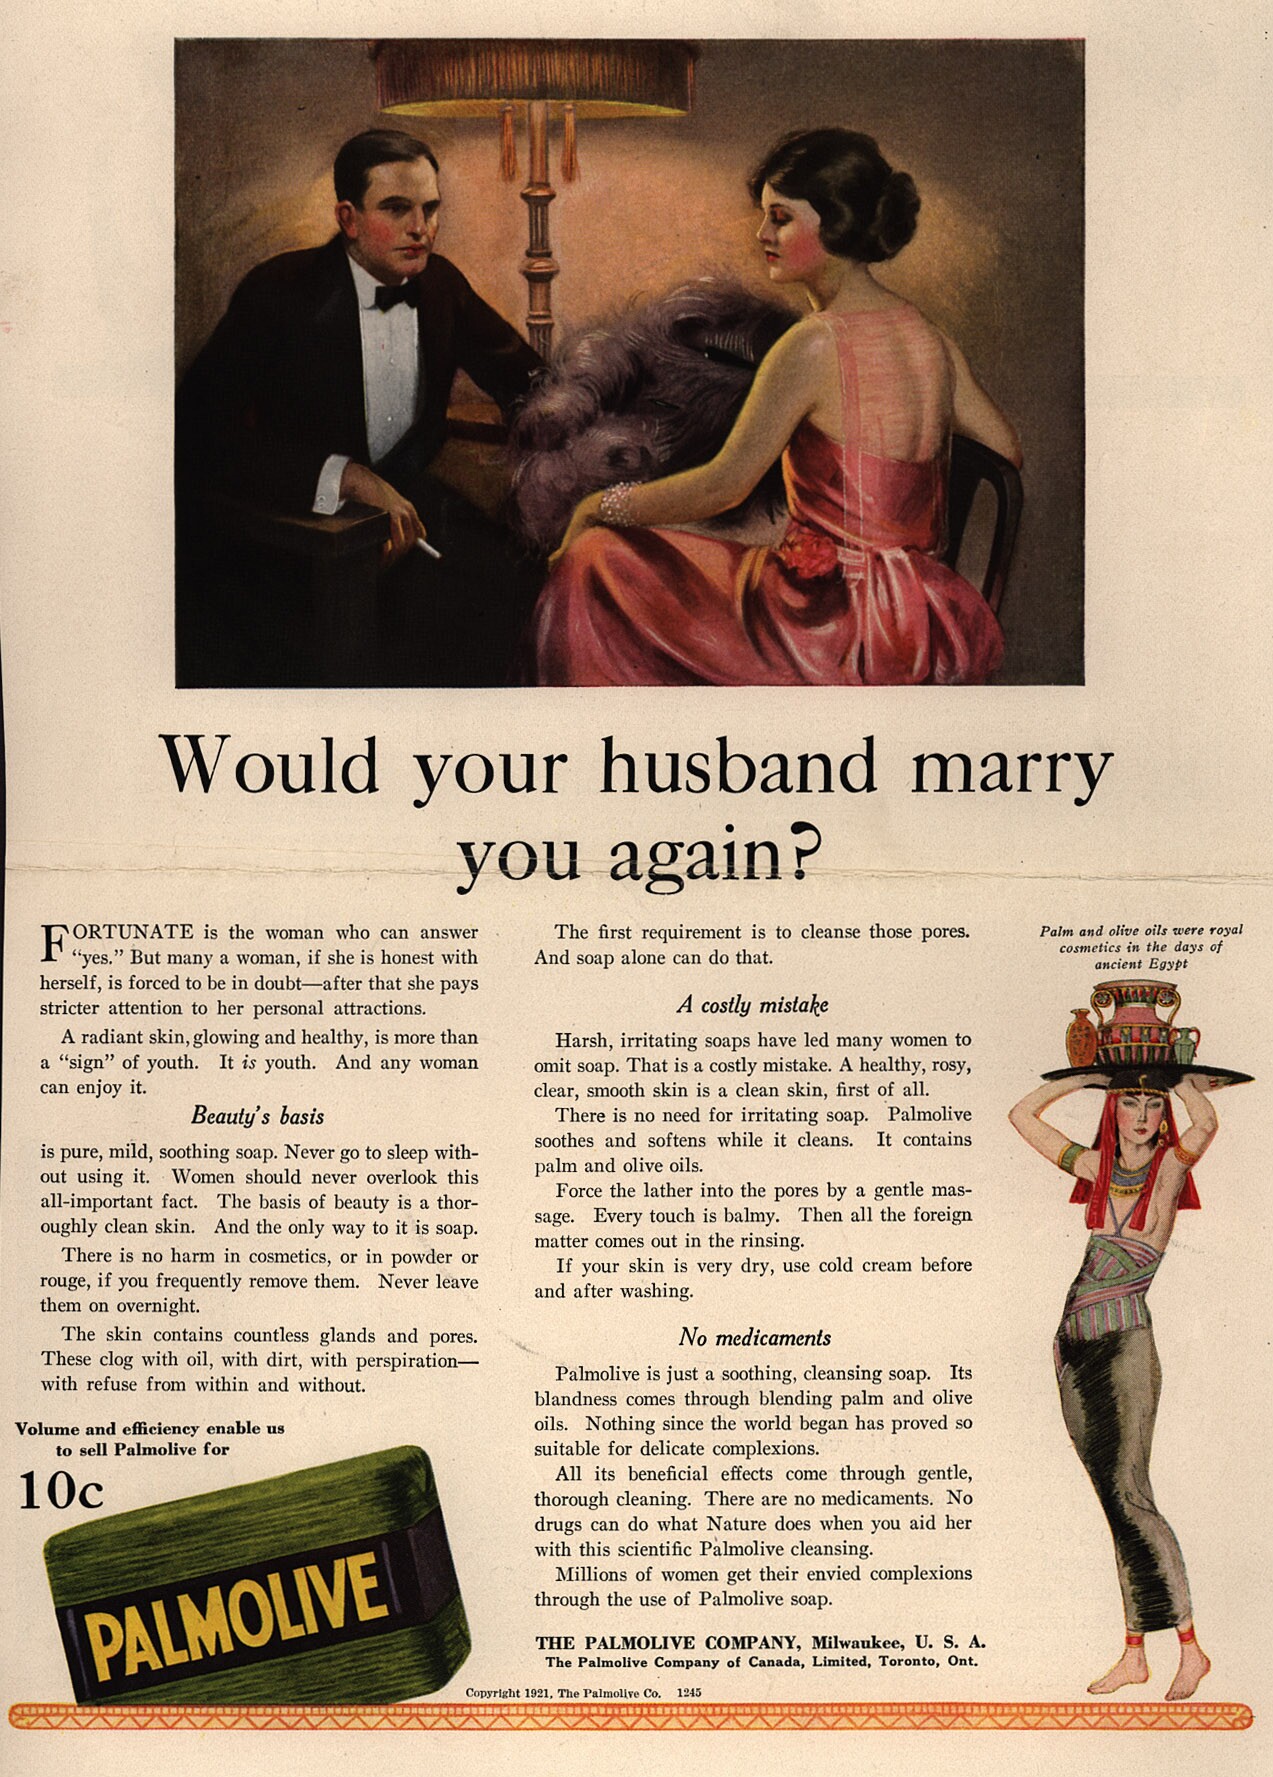 Would your husband marry
you again?
FORTUNATE is the woman who can answer
“yes.” But many a woman, if she is honest with
herself, is forced to be in doubt—after that she pays
stricter attention to her personal attractions.
A radiant skin, glowing and healthy, is more than
a “sign” of youth. It is youth. And any woman
can enjoy it.
Beauty's basis
is pure, mild, soothing soap. Never go to sleep with-
out using it. Women should never overlook this
all-important fact. The basis of beauty is a thor-
oughly clean skin. And the only way to it is soap.
There is no harm in cosmetics, or in powder or
rouge, if you frequently remove them. Never leave
them on overnight.
The skin contains countless glands and pores.
These clog with oil, with dirt, with perspiration—
with refuse from within and without.
Volume and efficiency enable us
to sell Palmolive for
10c
PALMOLIVE
The first requirement is to cleanse those pores.
And soap alone can do that.
A costly mistake
Harsh, irritating soaps have led many women to
omit soap. That is a costly mistake. A healthy, rosy,
clear, smooth skin is a clean skin, first of all.
There is no need for irritating soap. Palmolive
soothes and softens while it cleans. It contains
palm and olive oils.
Force the lather into the pores by a gentle mas-
sage. Every touch is balmy. Then all the foreign
matter comes out in the rinsing.
If your skin is very dry, use cold cream before
and after washing.
No medicaments
Palmolive is just a soothing, cleansing soap. Its
blandness comes through blending palm and olive
oils. Nothing since the world began has proved so
suitable for delicate complexions.
All its beneficial effects come through gentle,
thorough cleaning. There are no medicaments. No
drugs can do what Nature does when you aid her
with this scientific Palmolive cleansing.
Millions of women get their envied complexions
through the use of Palmolive soap.
THE PALMOLIVE COMPANY, Milwaukee, U. S. A.
The Palmolive Company of Canada, Limited, Toronto, Ont.
Copyright 1921, The Palmolive Co. 1245
Palm and olive oils were royal
cosmetics in the days of
ancient Egypt